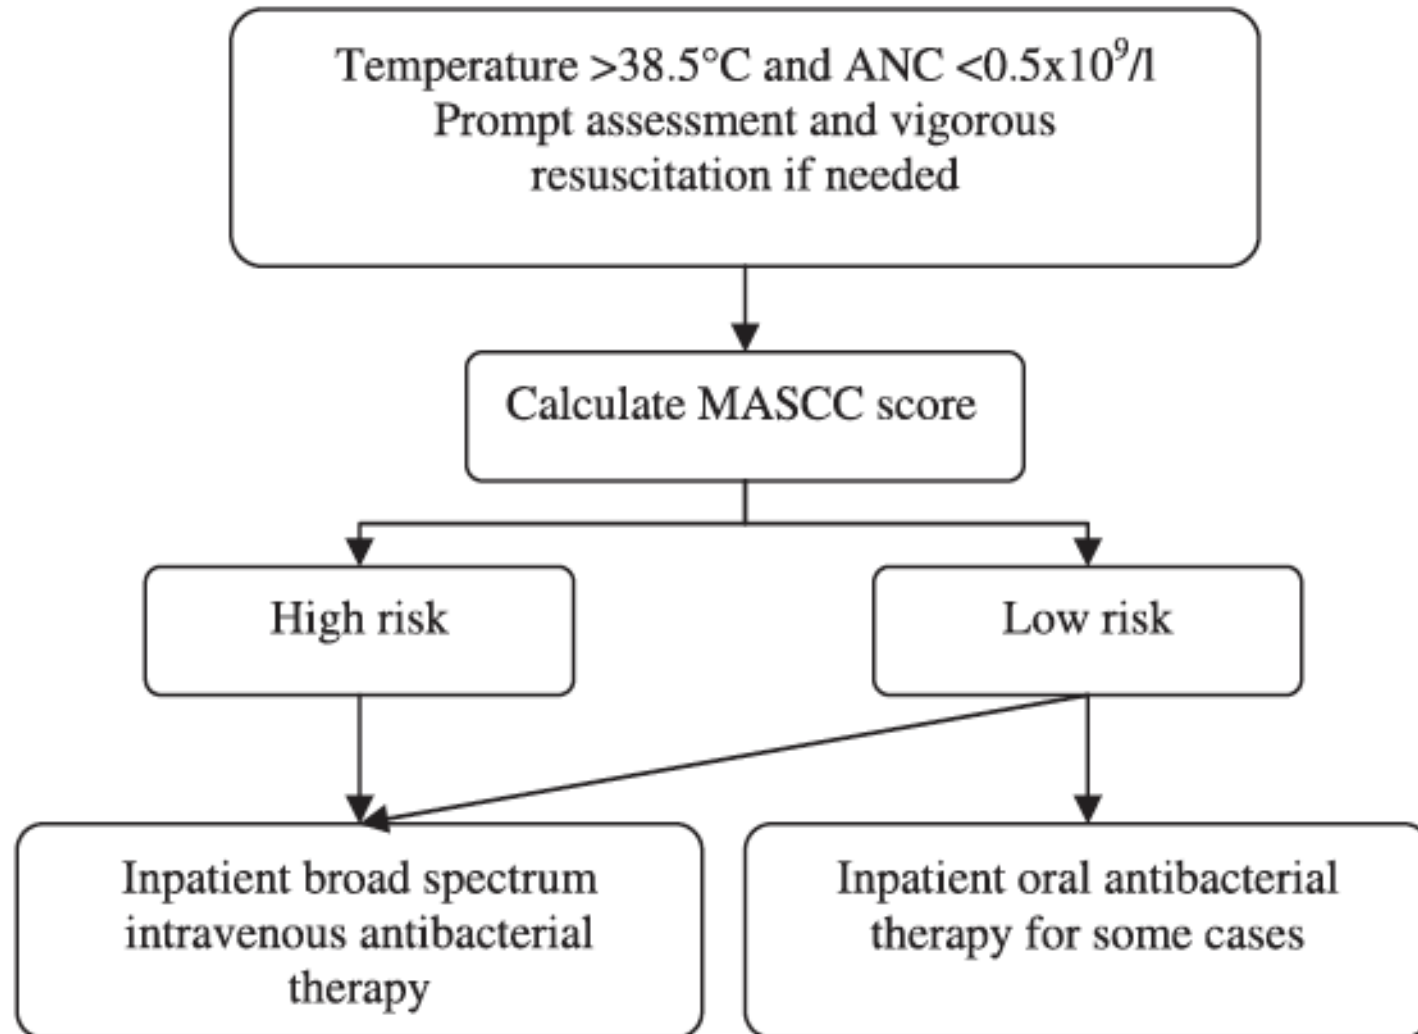 Temperature >38.5°C and ANC <0.5x10⁹/l
Prompt assessment and vigorous
resuscitation if needed
Calculate MASCC score
High risk
Low risk
Inpatient broad spectrum
intravenous antibacterial
therapy
Inpatient oral antibacterial
therapy for some cases